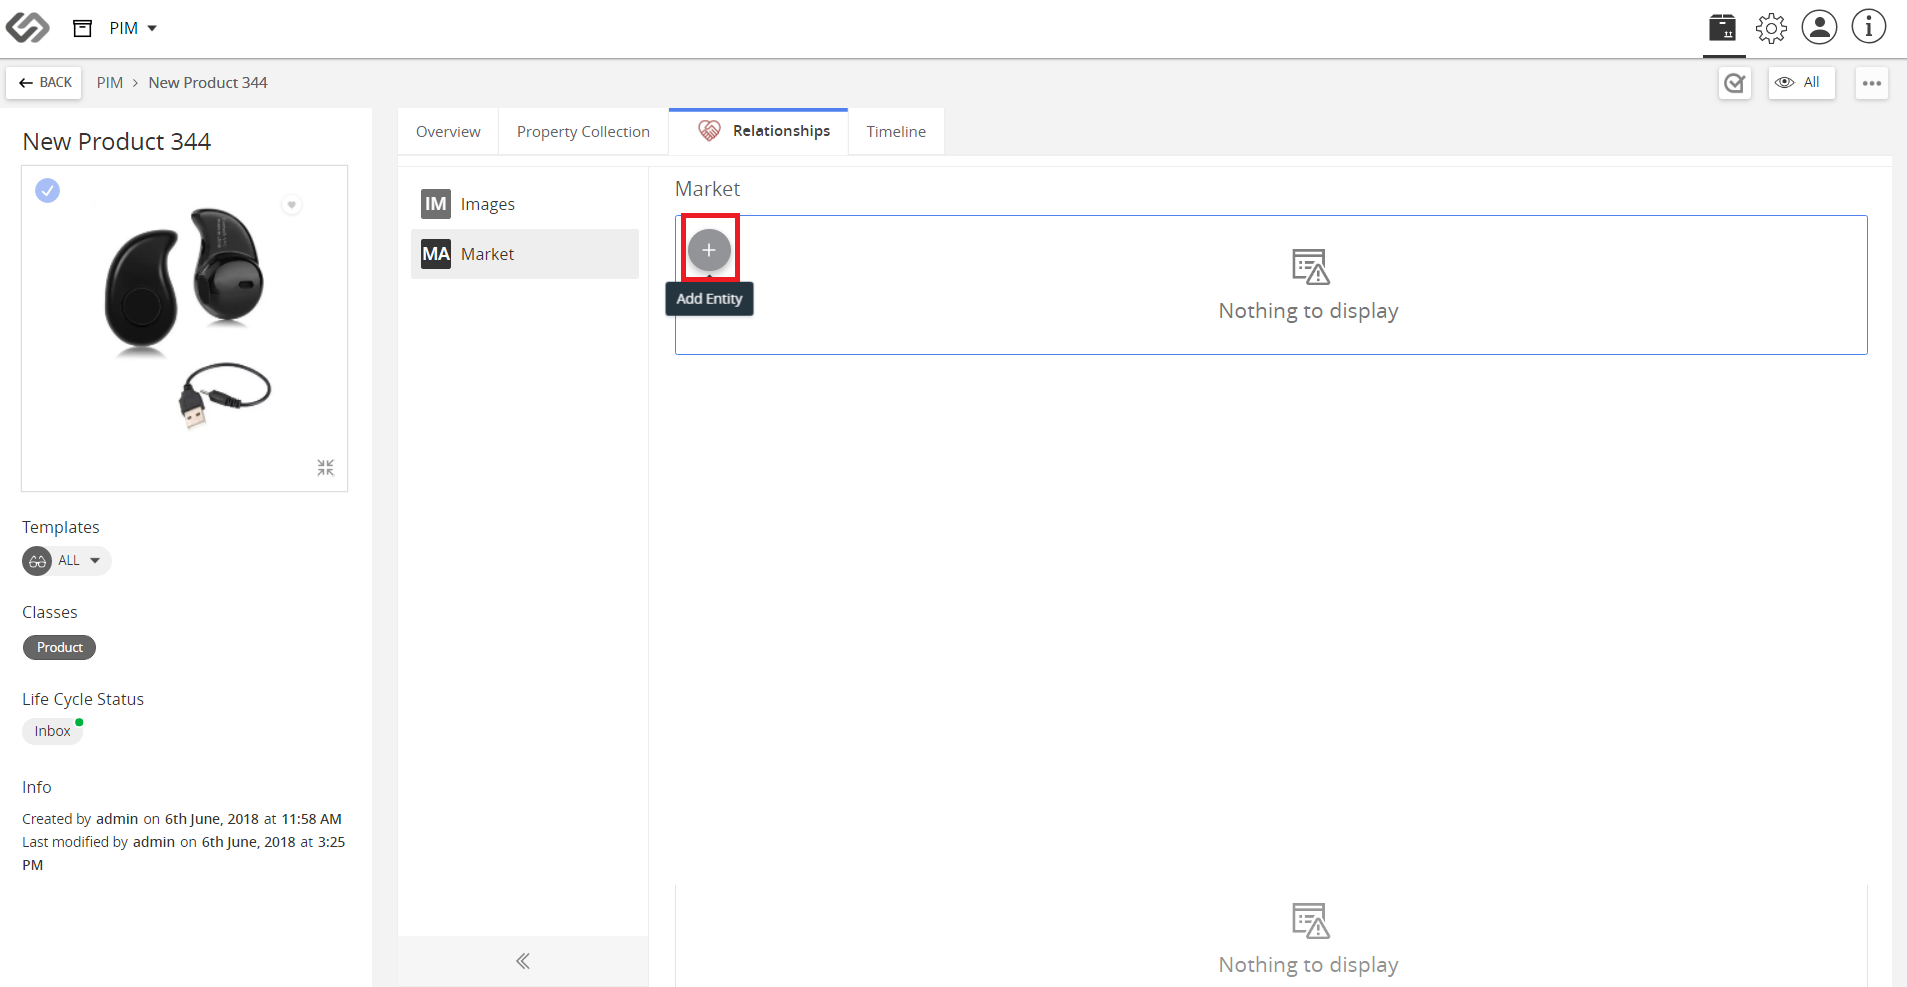 PIM
BACK
PIM > New Product 344
All
New Product 344
Templates
ALL
Classes
Product
Life Cycle Status
Inbox
Info
Created by admin on 6th June, 2018 at 11:58 AM
Last modified by admin on 6th June, 2018 at 3:25
PM
Overview
Property Collection
Relationships
Timeline
IM Images
MA Market
Market
+
Add Entity
Nothing to display
Nothing to display